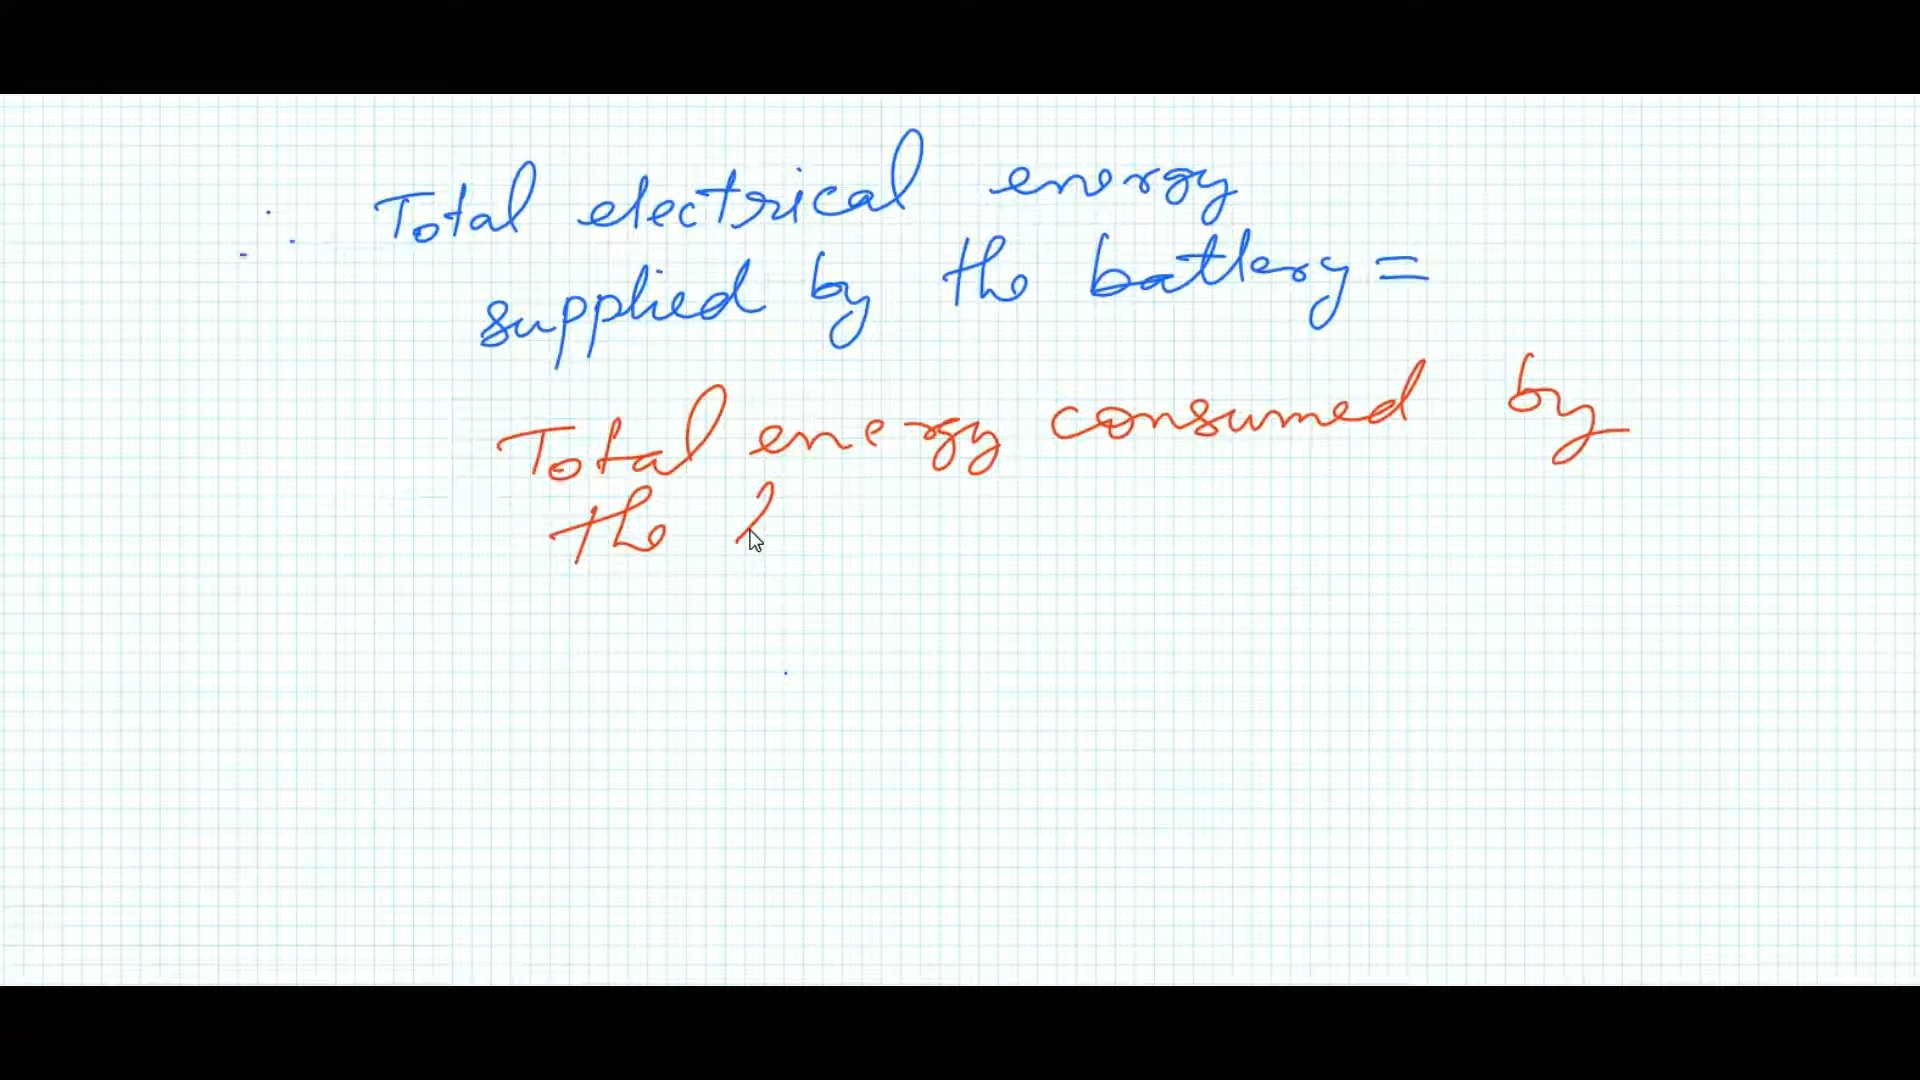 ∴ Total electrical energy
supplied by the battery =
Total energy consumed by
the